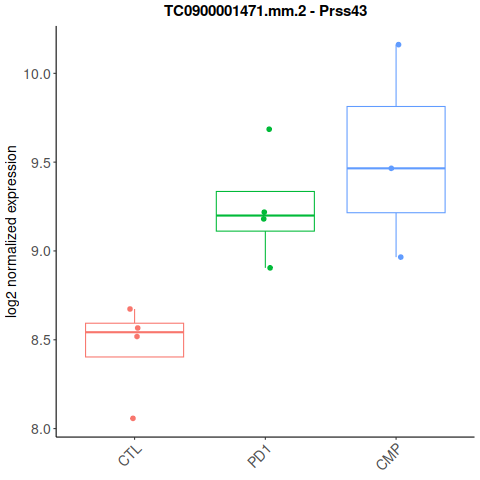 TC0900001471.mm.2 - Prss43
log2 normalized expression
10.0
9.5
9.0
8.5
8.0
CTL
PD1
CMP